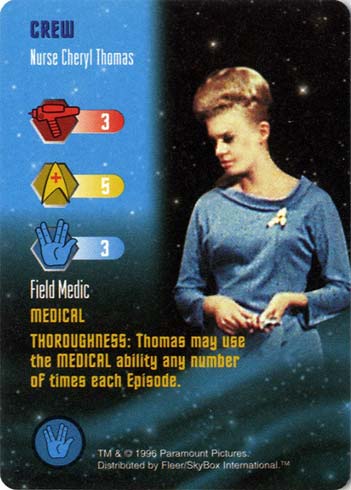 CREW
Nurse Cheryl Thomas
3
5
3
Field Medic
MEDICAL
THOROUGHNESS: Thomas may use
the MEDICAL ability any number
of times each Episode.
TM & © 1996 Paramount Pictures.
Distributed by Fleer/SkyBox International.™